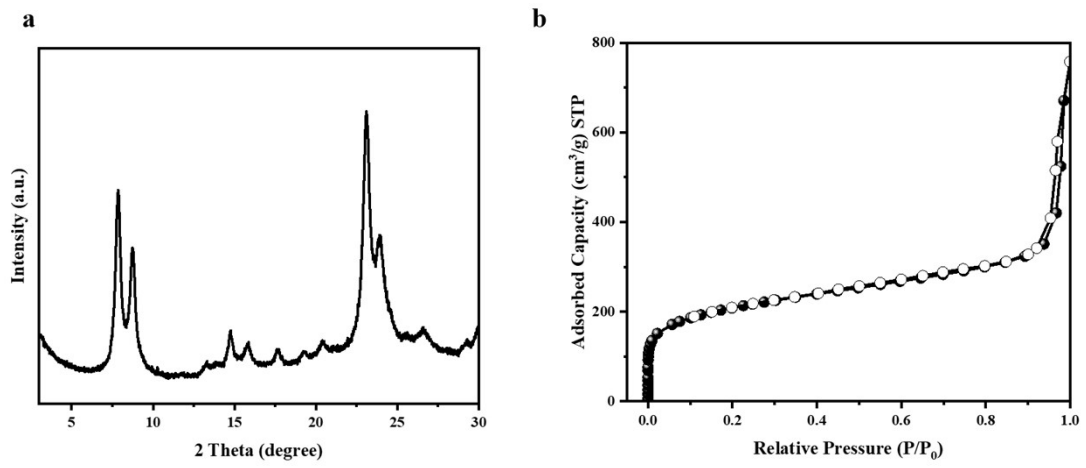 a
Intensity (a.u.)
5
10
15
20
25
30
2 Theta (degree)
b
Adsorbed Capacity (cm³/g) STP
800
600
400
200
0
0.0
0.2
0.4
0.6
0.8
1.0
Relative Pressure (P/P₀)